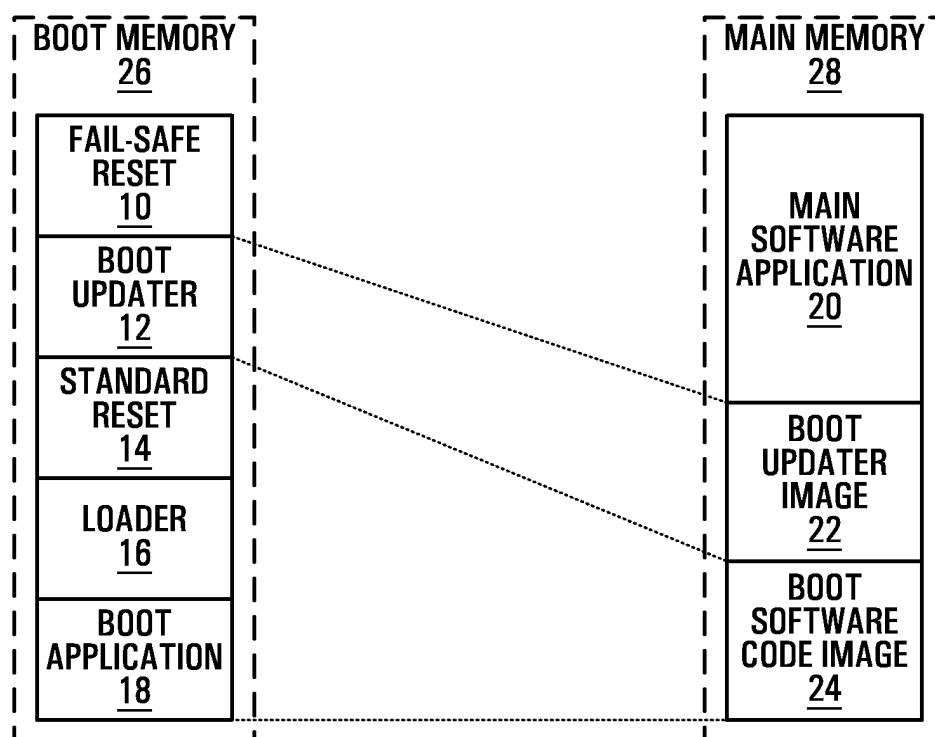 BOOT MEMORY
26
FAIL-SAFE
RESET
10
BOOT
UPDATER
12
STANDARD
RESET
14
LOADER
16
BOOT
APPLICATION
18
MAIN MEMORY
28
MAIN
SOFTWARE
APPLICATION
20
BOOT
UPDATER
IMAGE
22
BOOT
SOFTWARE
CODE IMAGE
24